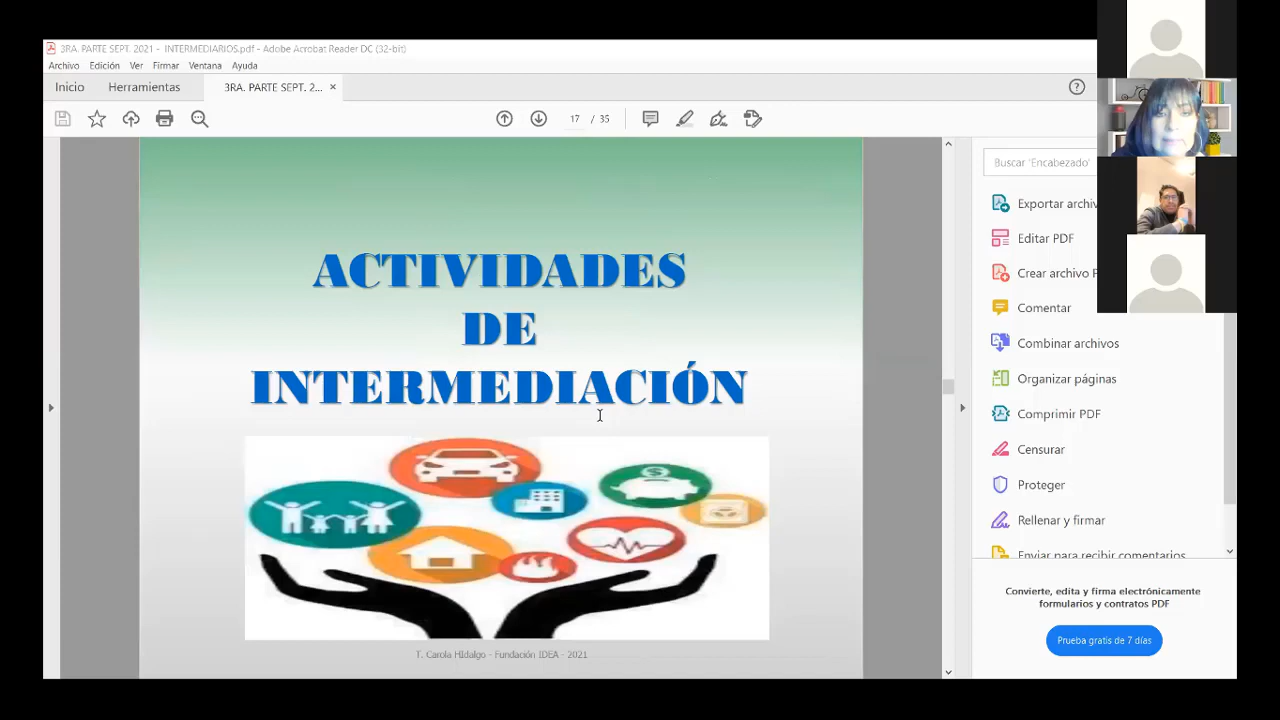 3RA. PARTE SEPT. 2021 - INTERMEDIARIOS.pdf - Adobe Acrobat Reader DC (32-bit)
Archivo Edición Ver Firmar Ventana Ayuda
Inicio Herramientas 3RA. PARTE SEPT. 2... ×
17 / 35
ACTIVIDADES
DE
INTERMEDIACIÓN
T. Carola Hidalgo - Fundación IDEA - 2021
Buscar 'Encabezado'
Exportar archiv
Editar PDF
Crear archivo P
Comentar
Combinar archivos
Organizar páginas
Comprimir PDF
Censurar
Proteger
Rellenar y firmar
Enviar para recibir comentarios
Convierte, edita y firma electrónicamente
formularios y contratos PDF
Prueba gratis de 7 días